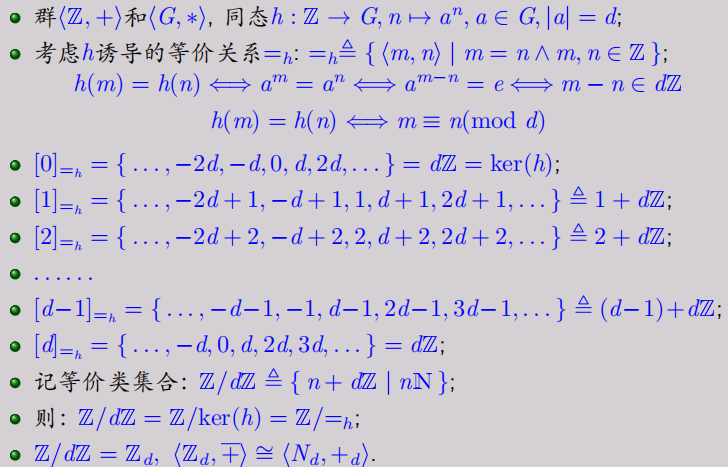 群⟨ℤ, +⟩和⟨G, *⟩, 同态h : ℤ → G, n ↦ aⁿ, a ∈ G, |a| = d;
考虑h诱导的等价关系=ₕ: =ₕ≜ { ⟨m, n⟩ | m = n ∧ m, n ∈ ℤ };
h(m) = h(n) ⟺ aᵐ = aⁿ ⟺ aᵐ⁻ⁿ = e ⟺ m − n ∈ dℤ
h(m) = h(n) ⟺ m ≡ n(mod d)
[0]₌ₕ = { …, −2d, −d, 0, d, 2d, … } = dℤ = ker(h);
[1]₌ₕ = { …, −2d + 1, −d + 1, 1, d + 1, 2d + 1, … } ≜ 1 + dℤ;
[2]₌ₕ = { …, −2d + 2, −d + 2, 2, d + 2, 2d + 2, … } ≜ 2 + dℤ;
……
[d−1]₌ₕ = { …, −d−1, −1, d−1, 2d−1, 3d−1, … } ≜ (d−1)+dℤ;
[d]₌ₕ = { …, −d, 0, d, 2d, 3d, … } = dℤ;
记等价类集合: ℤ/dℤ ≜ { n + dℤ | nℕ };
则: ℤ/dℤ = ℤ/ker(h) = ℤ/=ₕ;
ℤ/dℤ = ℤ_d, ⟨ℤ_d, +̅⟩ ≅ ⟨N_d, +_d⟩.